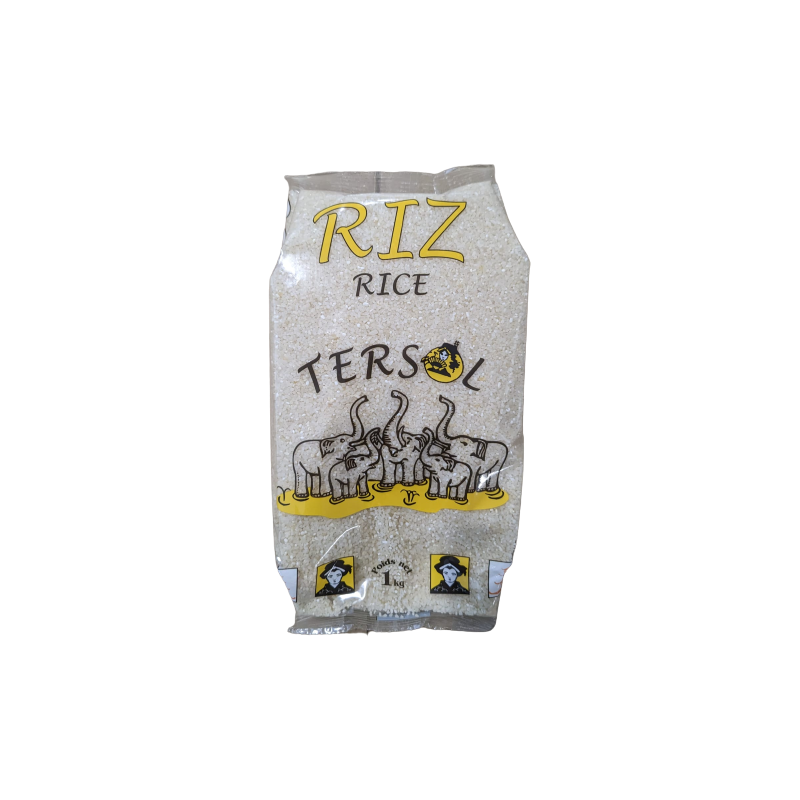 RIZ
RICE
TERSOL
Poids net
1 kg